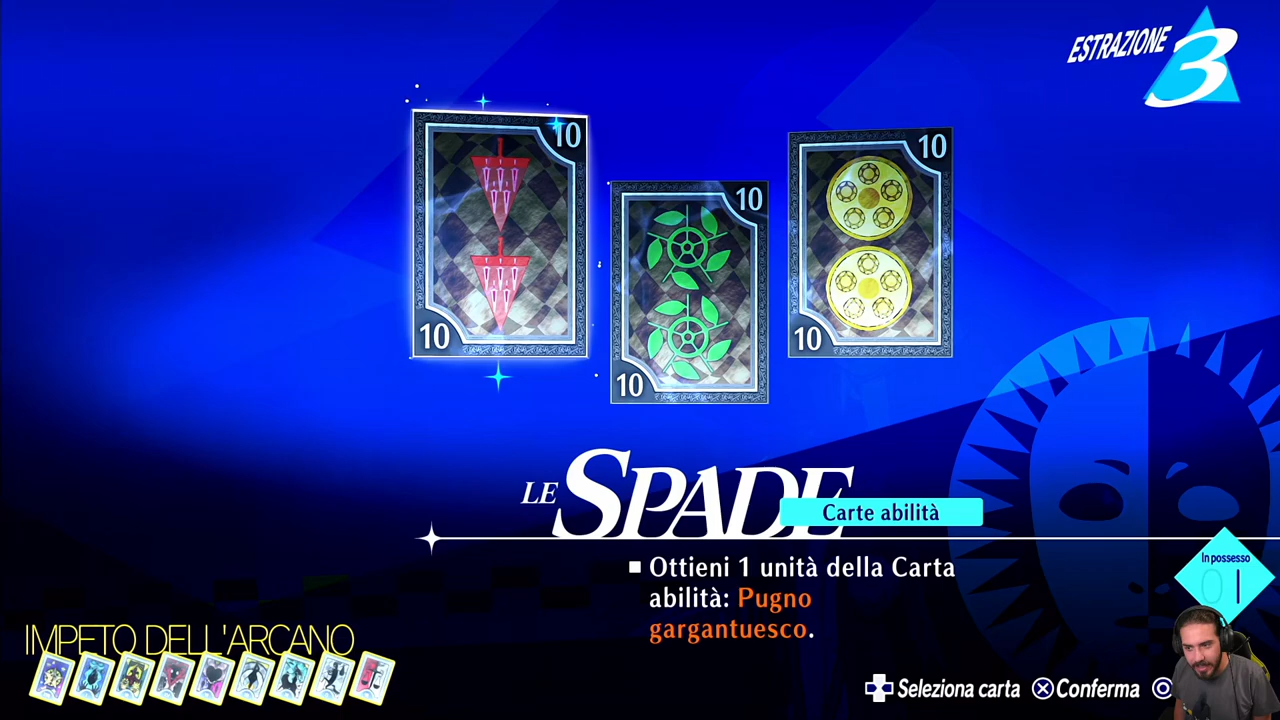 ESTRAZIONE 3
10
10
10
10
10
10
LE SPADE
Carte abilità
■ Ottieni 1 unità della Carta
abilità: Pugno
gargantuesco.
In possesso
01
IMPETO DELL'ARCANO
Seleziona carta
Conferma